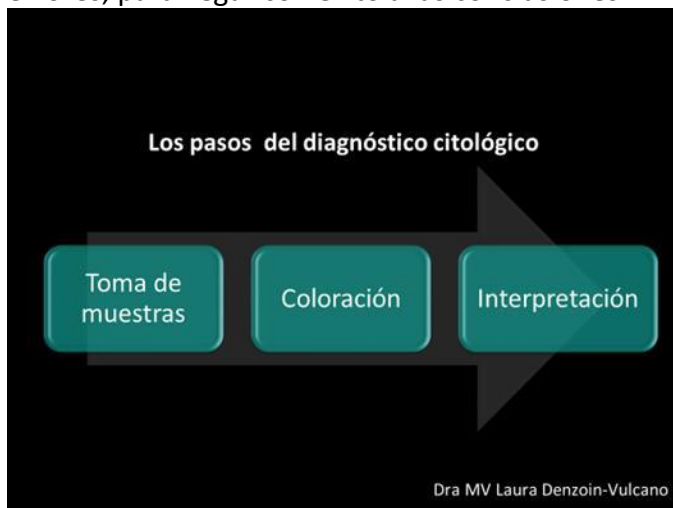 Los pasos del diagnóstico citológico
Toma de
muestras
Coloración
Interpretación
Dra MV Laura Denzoin-Vulcano